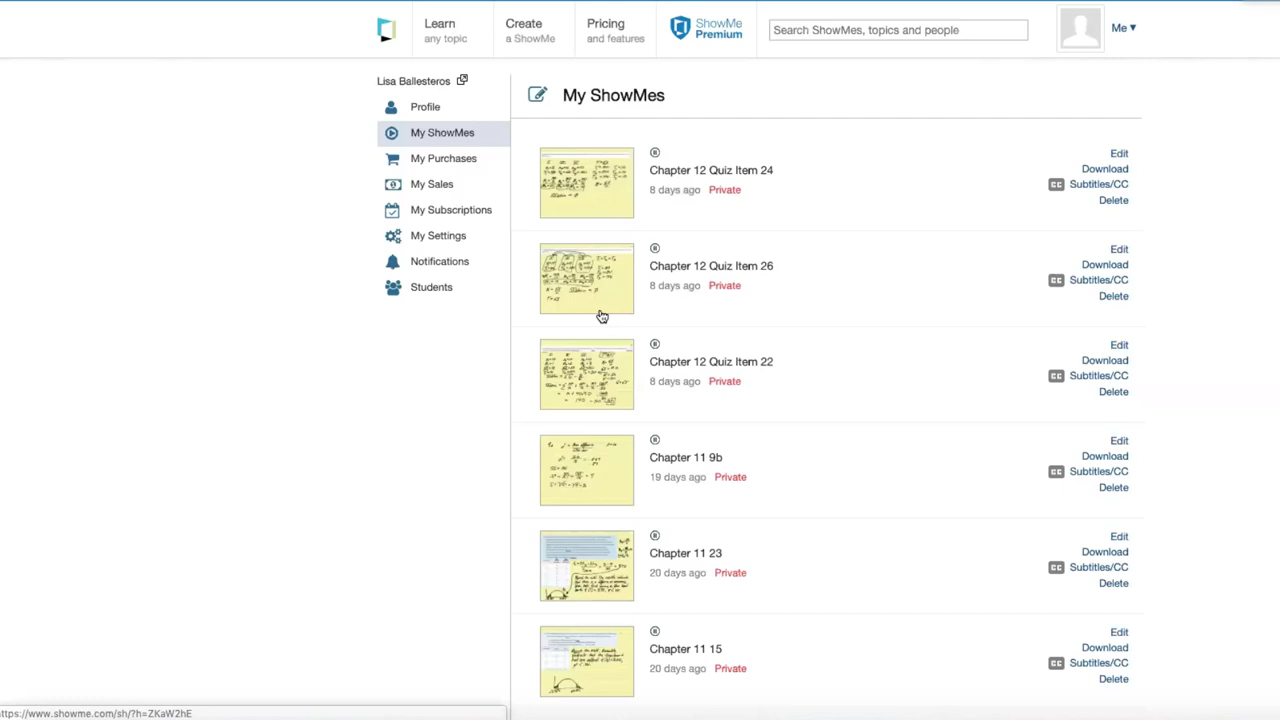 Learn
any topic
Create
a ShowMe
Pricing
and features
ShowMe
Premium
Search ShowMes, topics and people
Me ▾
Lisa Ballesteros
Profile
My ShowMes
My Purchases
My Sales
My Subscriptions
My Settings
Notifications
Students
My ShowMes
Chapter 12 Quiz Item 24
8 days ago Private
Edit
Download
CC Subtitles/CC
Delete
Chapter 12 Quiz Item 26
8 days ago Private
Edit
Download
CC Subtitles/CC
Delete
Chapter 12 Quiz Item 22
8 days ago Private
Edit
Download
CC Subtitles/CC
Delete
Chapter 11 9b
19 days ago Private
Edit
Download
CC Subtitles/CC
Delete
Chapter 11 23
20 days ago Private
Edit
Download
CC Subtitles/CC
Delete
Chapter 11 15
20 days ago Private
Edit
Download
CC Subtitles/CC
Delete
https://www.showme.com/sh/?h=ZKaW2hE